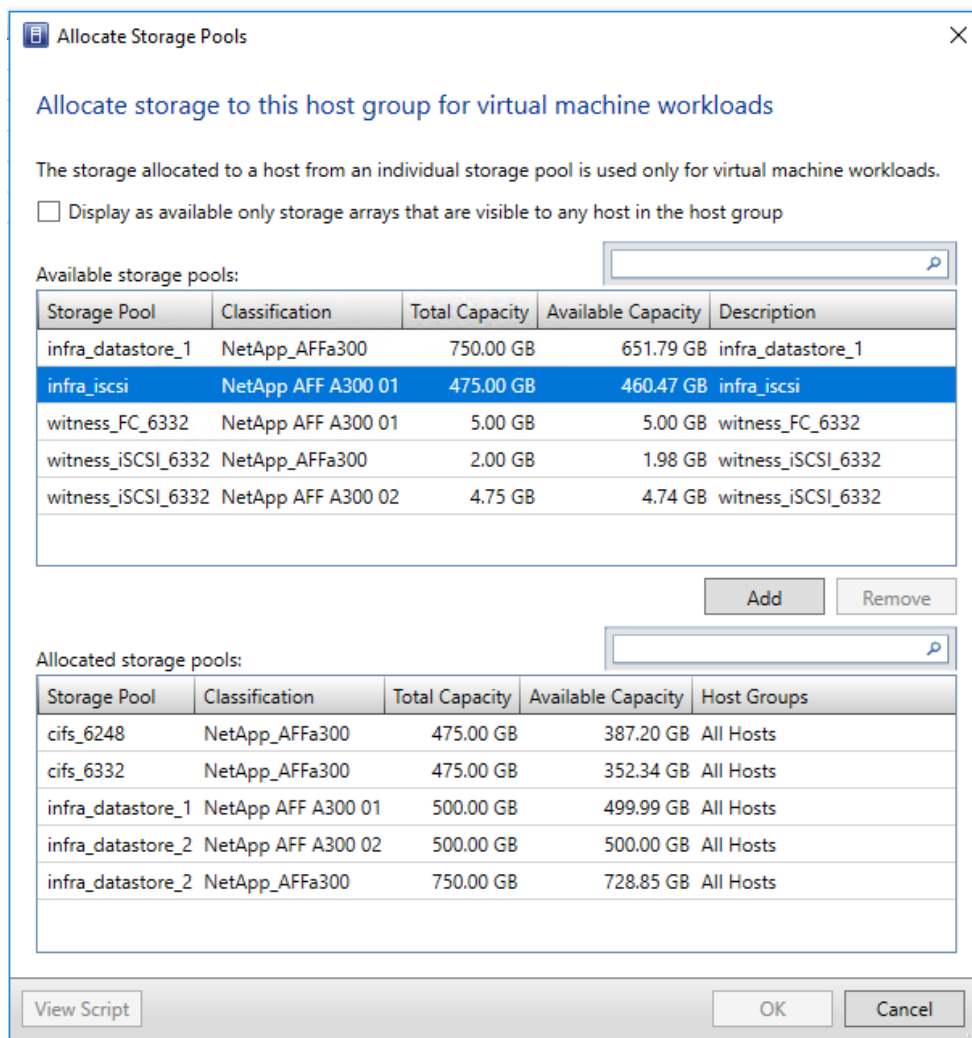 Allocate Storage Pools
Allocate storage to this host group for virtual machine workloads
The storage allocated to a host from an individual storage pool is used only for virtual machine workloads.
Display as available only storage arrays that are visible to any host in the host group
Available storage pools:
Storage Pool Classification Total Capacity Available Capacity Description
infra_datastore_1 NetApp_AFFa300 750.00 GB 651.79 GB infra_datastore_1
infra_iscsi NetApp AFF A300 01 475.00 GB 460.47 GB infra_iscsi
witness_FC_6332 NetApp AFF A300 01 5.00 GB 5.00 GB witness_FC_6332
witness_iSCSI_6332 NetApp_AFFa300 2.00 GB 1.98 GB witness_iSCSI_6332
witness_iSCSI_6332 NetApp AFF A300 02 4.75 GB 4.74 GB witness_iSCSI_6332
Add Remove
Allocated storage pools:
Storage Pool Classification Total Capacity Available Capacity Host Groups
cifs_6248 NetApp_AFFa300 475.00 GB 387.20 GB All Hosts
cifs_6332 NetApp_AFFa300 475.00 GB 352.34 GB All Hosts
infra_datastore_1 NetApp AFF A300 01 500.00 GB 499.99 GB All Hosts
infra_datastore_2 NetApp AFF A300 02 500.00 GB 500.00 GB All Hosts
infra_datastore_2 NetApp_AFFa300 750.00 GB 728.85 GB All Hosts
View Script OK Cancel